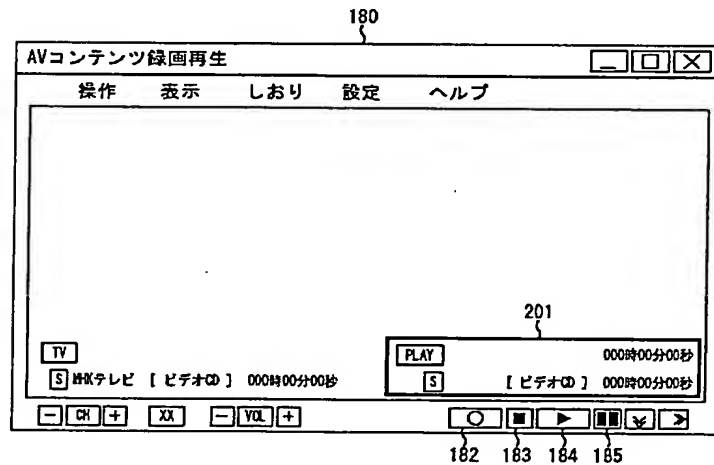 180
AVコンテンツ録画再生
操作 表示 しおり 設定 ヘルプ
201
TV
PLAY 000時00分00秒
S MHKテレビ [ビデオCD] 000時00分00秒
S [ビデオCD] 000時00分00秒
- CH + XX - VOL +
182 183 184 185